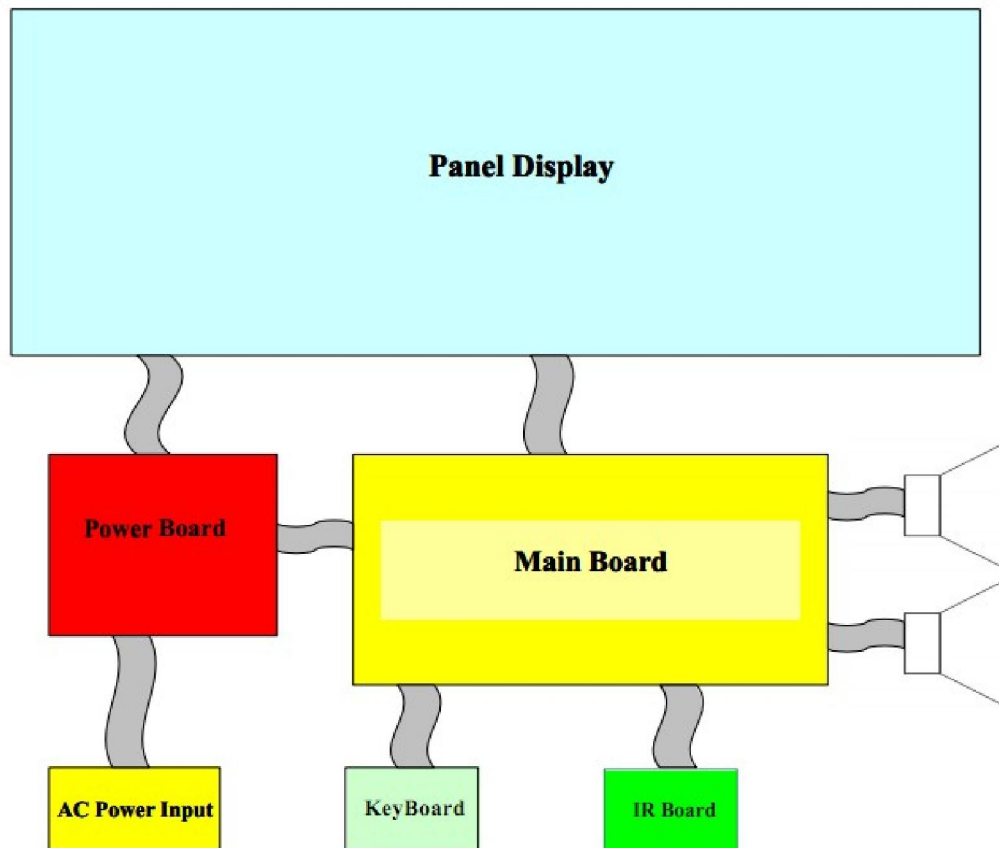 Panel Display
Power Board
Main Board
AC Power Input
KeyBoard
IR Board